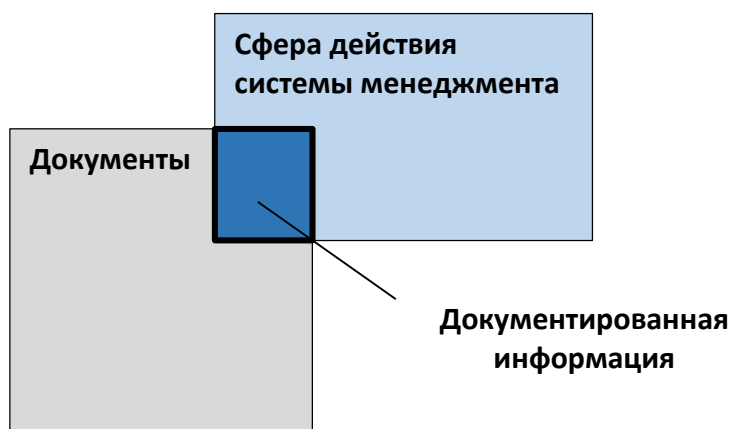 Сфера действия
системы менеджмента
Документы
Документированная
информация